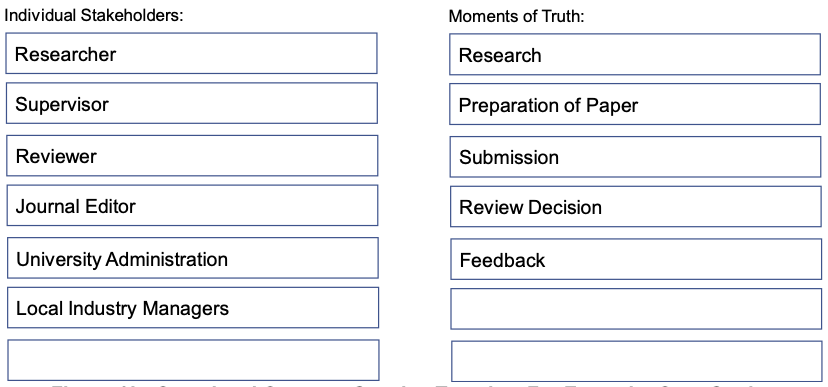 Individual Stakeholders:
Moments of Truth:
Researcher
Research
Supervisor
Preparation of Paper
Reviewer
Submission
Journal Editor
Review Decision
University Administration
Feedback
Local Industry Managers